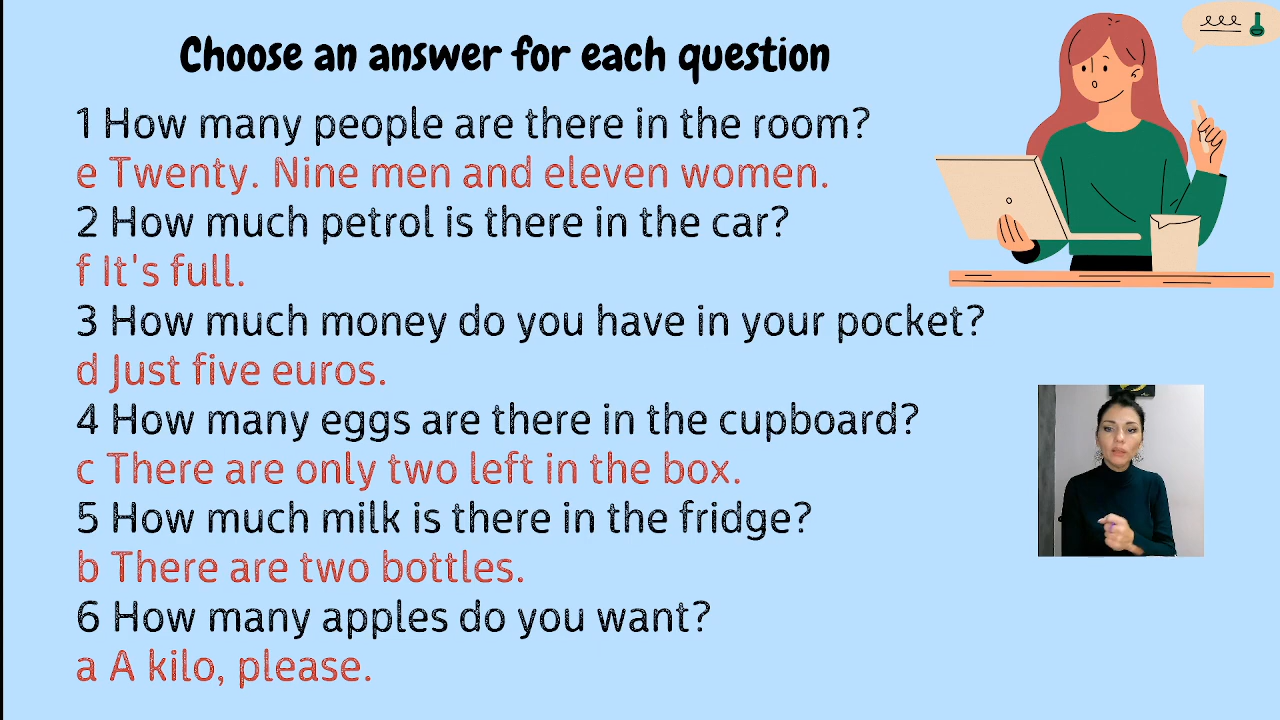 Choose an answer for each question
1 How many people are there in the room?
e Twenty. Nine men and eleven women.
2 How much petrol is there in the car?
f It's full.
3 How much money do you have in your pocket?
d Just five euros.
4 How many eggs are there in the cupboard?
c There are only two left in the box.
5 How much milk is there in the fridge?
b There are two bottles.
6 How many apples do you want?
a A kilo, please.